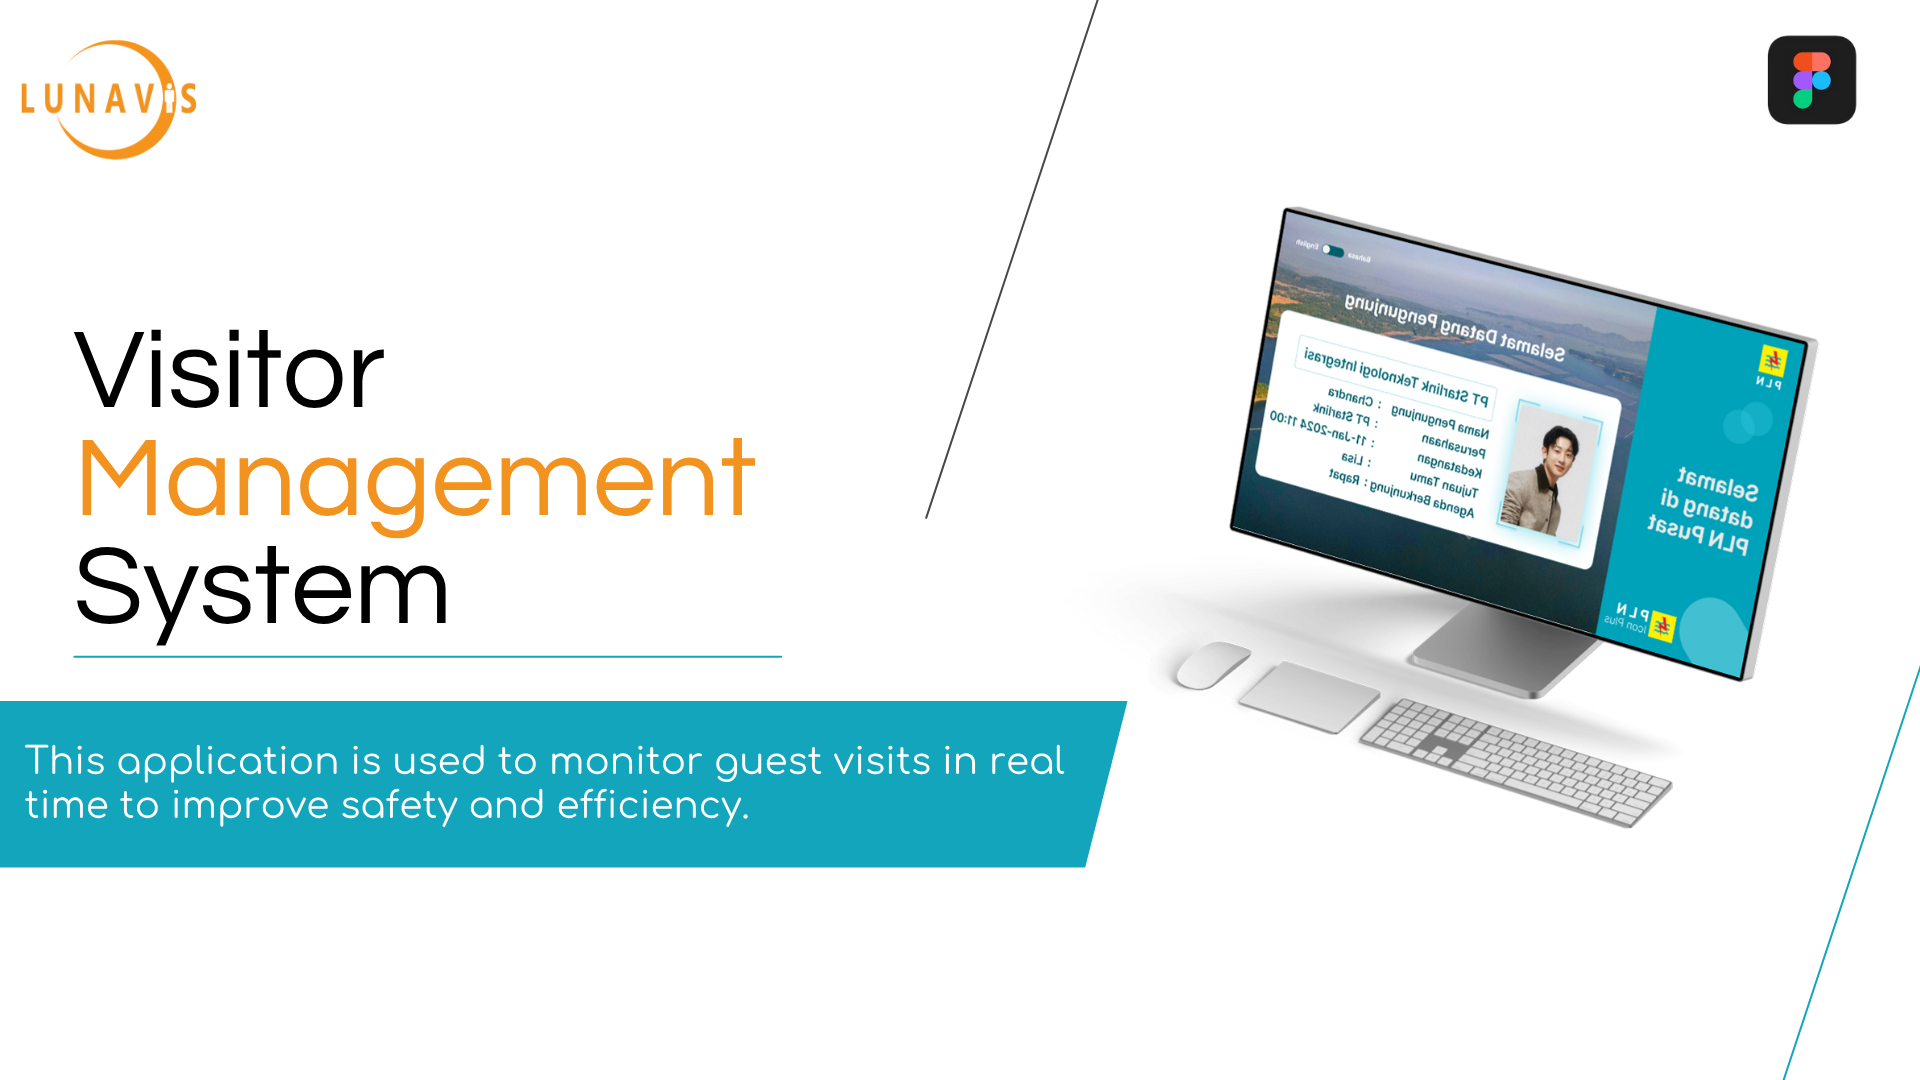 LUNAVIS
Visitor
Management
System
This application is used to monitor guest visits in real
time to improve safety and efficiency.
English
Bahasa
Selamat Datang Pengunjung
PT Starlink Teknologi Integrasi
Nama Pengunjung : Chandra
Perusahaan : PT Starlink
Kedatangan : 11-Jan-2024 11:00
Tujuan Tamu : Lisa
Agenda Berkunjung : Rapat
PLN
Selamat
datang di
PLN Pusat
PLN
Icon Plus